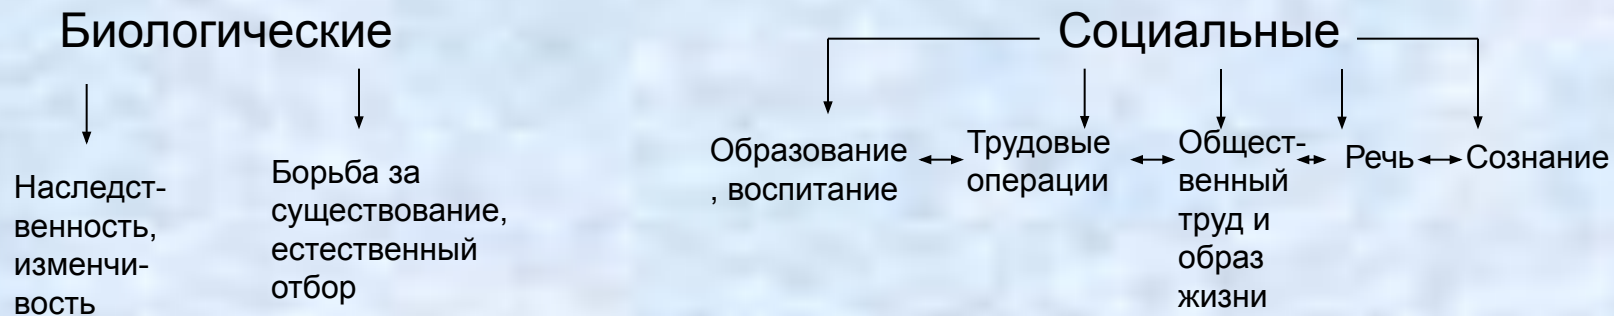 Биологические
Наследст-
венность,
изменчи-
вость
Борьба за
существование,
естественный
отбор
Социальные
Образование
, воспитание
Трудовые
операции
Общест-
венный
труд и
образ
жизни
Речь
Сознание